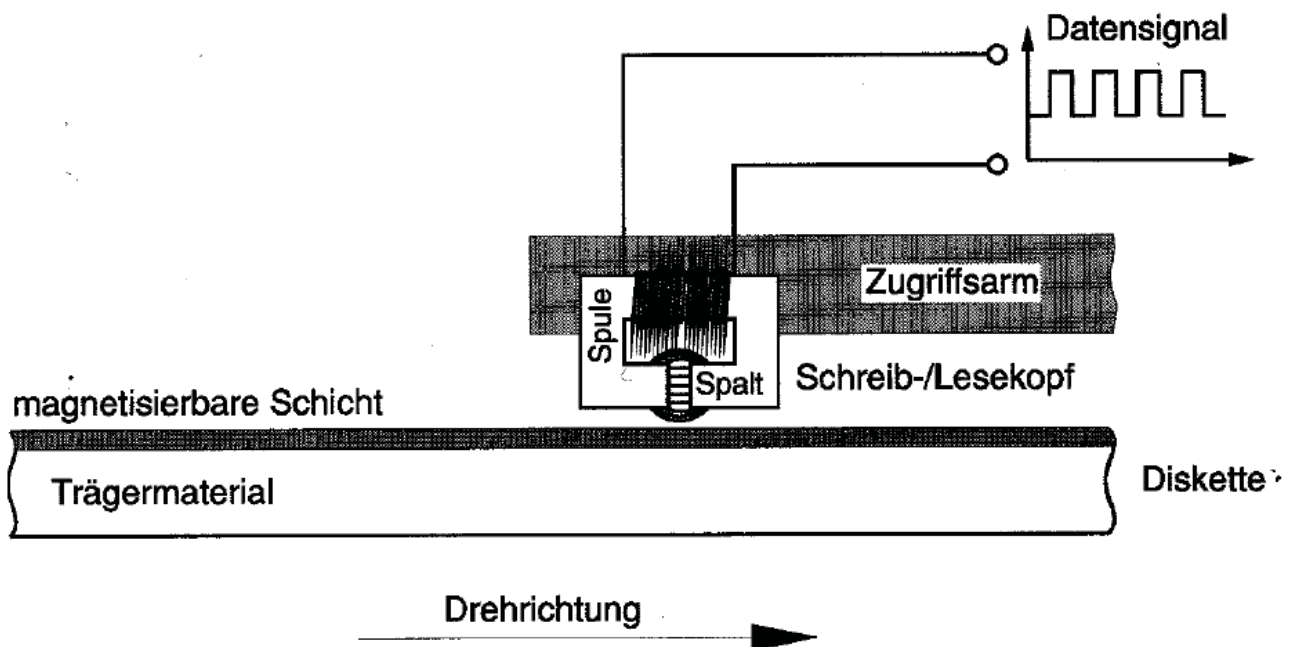 Datensignal
Zugriffsarm
Spule
Spalt
Schreib-/Lesekopf
magnetisierbare Schicht
Trägermaterial
Diskette
Drehrichtung